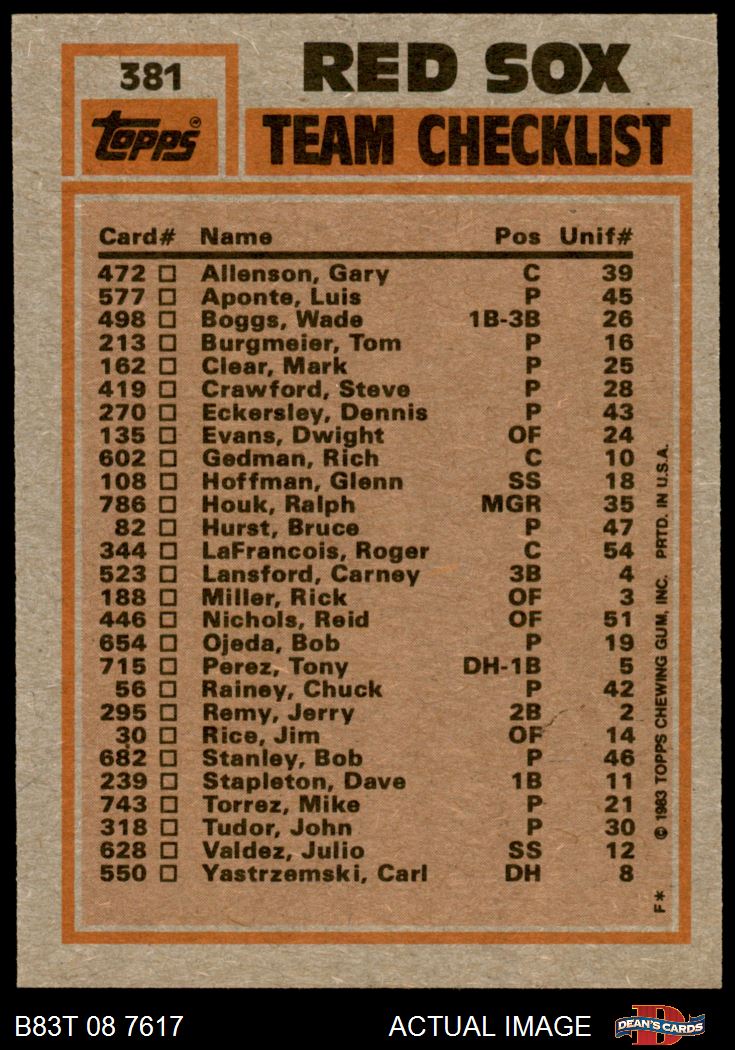 381
RED SOX
Topps®
TEAM CHECKLIST
Card# Name Pos Unif#
472 Allenson, Gary C 39
577 Aponte, Luis P 45
498 Boggs, Wade 1B-3B 26
213 Burgmeier, Tom P 16
162 Clear, Mark P 25
419 Crawford, Steve P 28
270 Eckersley, Dennis P 43
135 Evans, Dwight OF 24
602 Gedman, Rich C 10
108 Hoffman, Glenn SS 18
786 Houk, Ralph MGR 35
82 Hurst, Bruce P 47
344 LaFrancois, Roger C 54
523 Lansford, Carney 3B 4
188 Miller, Rick OF 3
446 Nichols, Reid OF 51
654 Ojeda, Bob P 19
715 Perez, Tony DH-1B 5
56 Rainey, Chuck P 42
295 Remy, Jerry 2B 2
30 Rice, Jim OF 14
682 Stanley, Bob P 46
239 Stapleton, Dave 1B 11
743 Torrez, Mike P 21
318 Tudor, John P 30
628 Valdez, Julio SS 12
550 Yastrzemski, Carl DH 8
F* © 1983 TOPPS CHEWING GUM, INC. PRTD. IN U.S.A.
B83T 08 7617 ACTUAL IMAGE DEAN'S CARDS